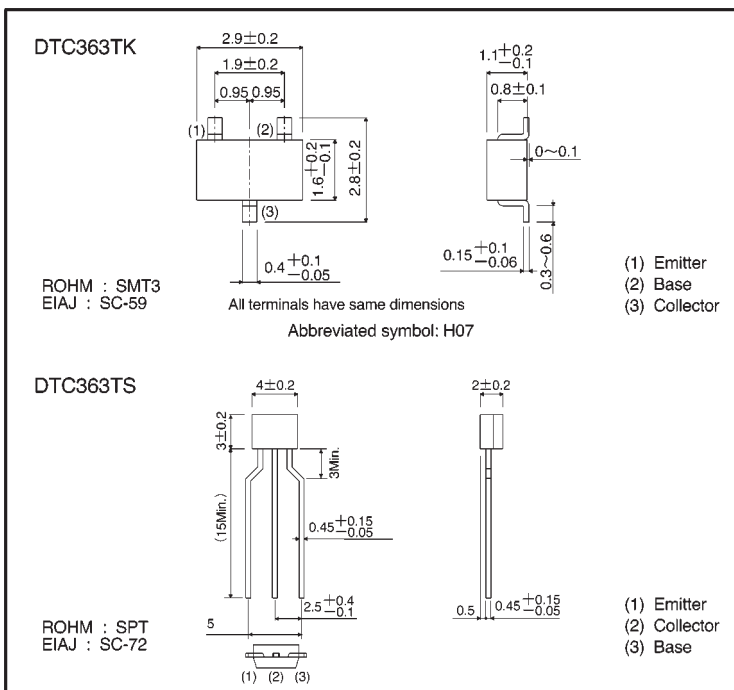 DTC363TK
2.9±0.2
1.9±0.2
0.95 0.95
(1) (2)
(3)
1.6 +0.2 −0.1
2.8±0.2
0.4 +0.1 −0.05
1.1 +0.2 −0.1
0.8±0.1
0~0.1
0.15 +0.1 −0.06
0.3~0.6
ROHM : SMT3
EIAJ : SC-59
All terminals have same dimensions
Abbreviated symbol: H07
(1) Emitter
(2) Base
(3) Collector
DTC363TS
4±0.2
3±0.2
3Min.
(15Min.)
0.45 +0.15 −0.05
2.5 +0.4 −0.1
5
(1) (2) (3)
2±0.2
0.5
0.45 +0.15 −0.05
ROHM : SPT
EIAJ : SC-72
(1) Emitter
(2) Collector
(3) Base